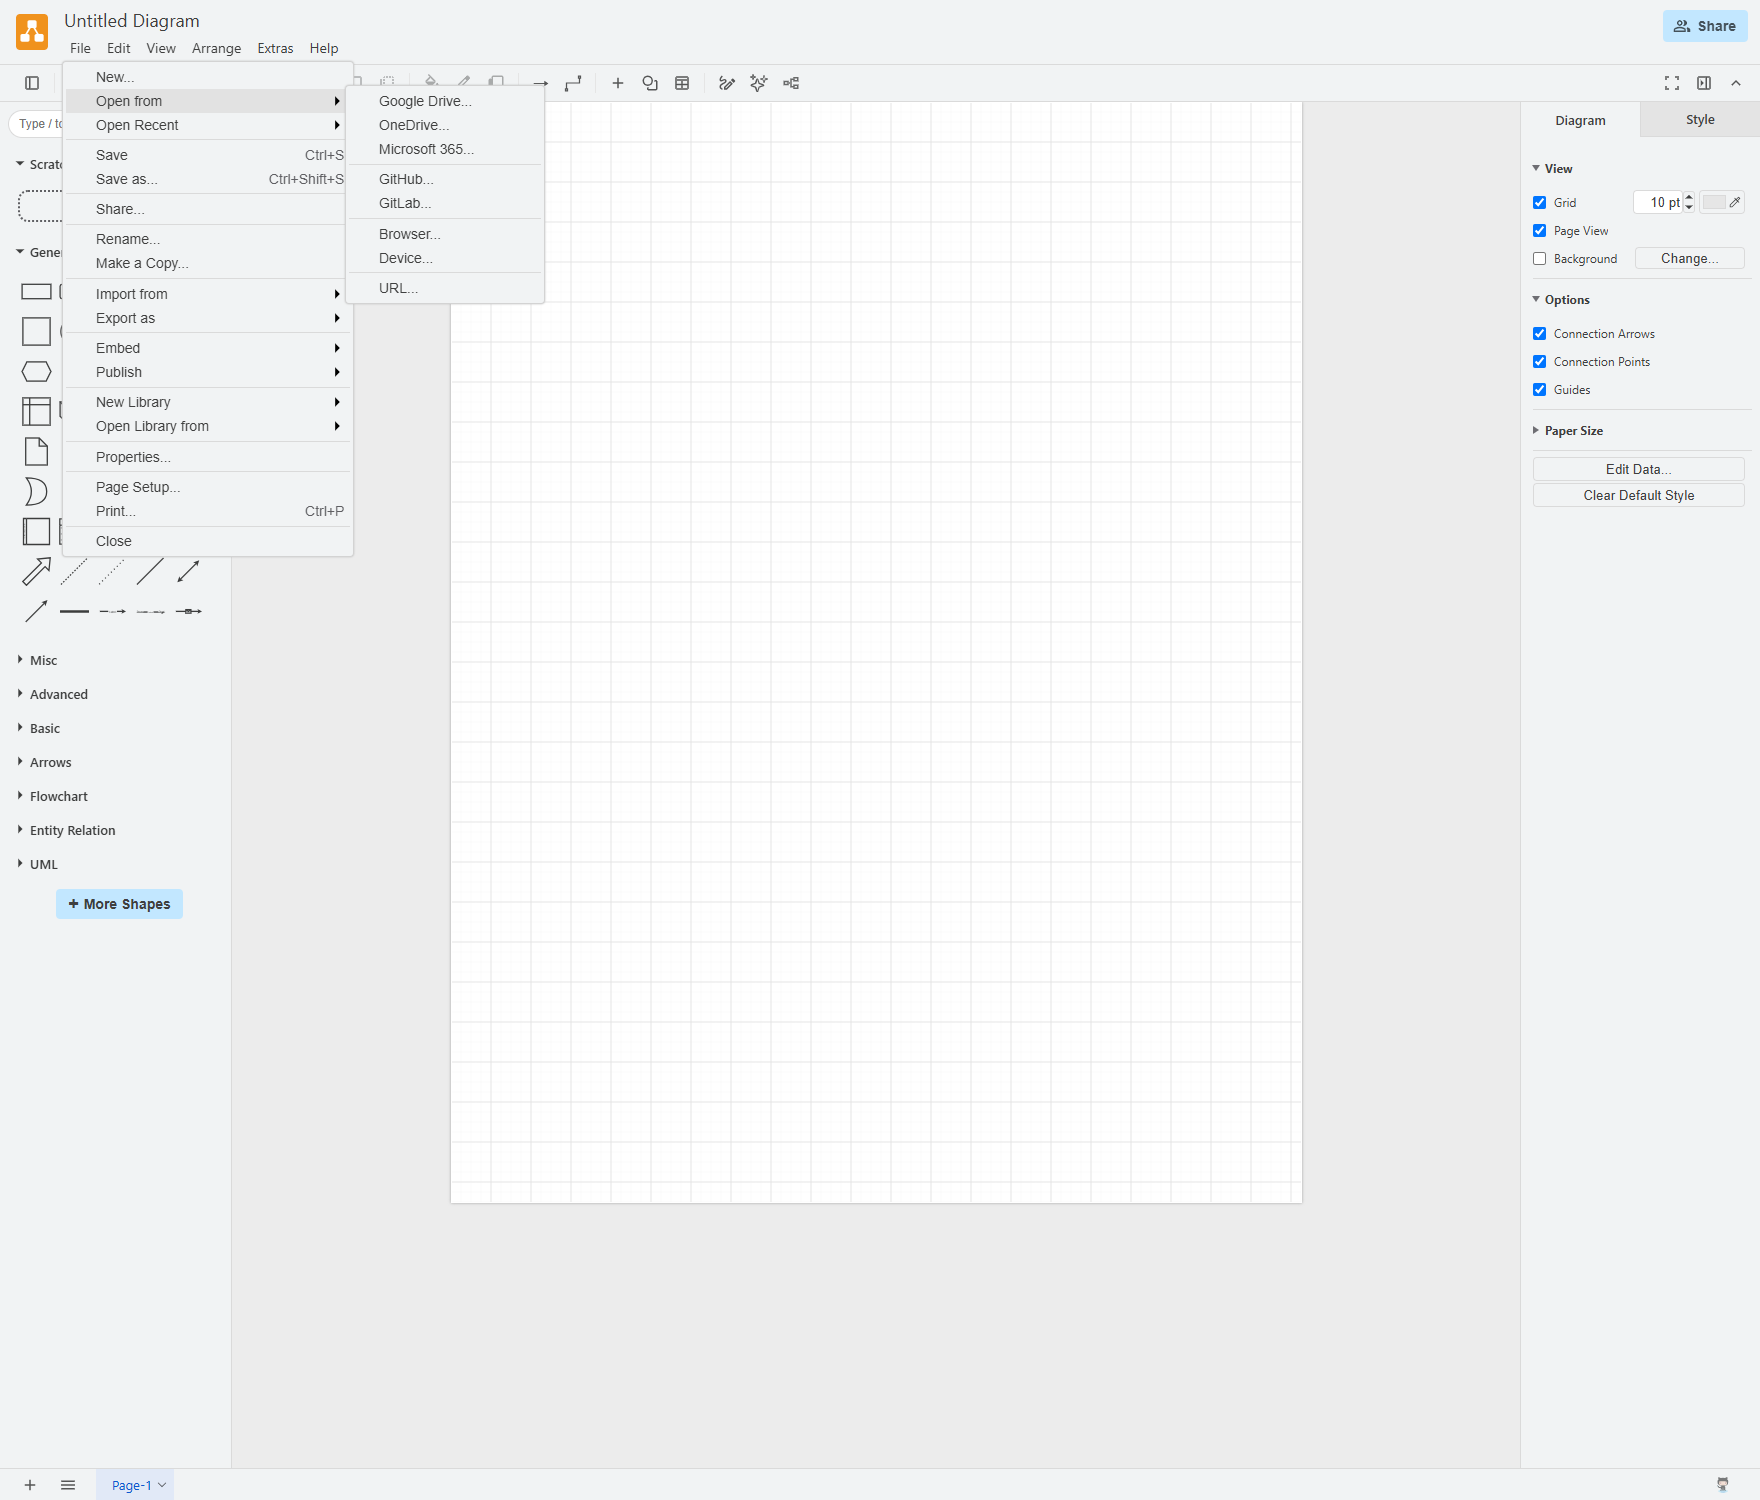 Untitled Diagram
File Edit View Arrange Extras Help
Share
New...
Open from
Open Recent
Save Ctrl+S
Save as... Ctrl+Shift+S
Share...
Rename...
Make a Copy...
Import from
Export as
Embed
Publish
New Library
Open Library from
Properties...
Page Setup...
Print... Ctrl+P
Close
Google Drive...
OneDrive...
Microsoft 365...
GitHub...
GitLab...
Browser...
Device...
URL...
Type /
Misc
Advanced
Basic
Arrows
Flowchart
Entity Relation
UML
+ More Shapes
Diagram Style
View
Grid 10 pt
Page View
Background Change...
Options
Connection Arrows
Connection Points
Guides
Paper Size
Edit Data...
Clear Default Style
Page-1